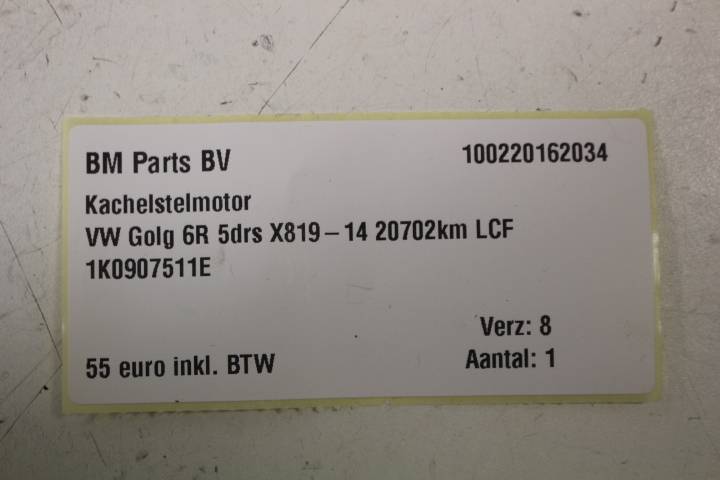 BM Parts BV 100220162034
Kachelstelmotor
VW Golg 6R 5drs X819-14 20702km LCF
1K0907511E
Verz: 8
55 euro inkl. BTW Aantal: 1